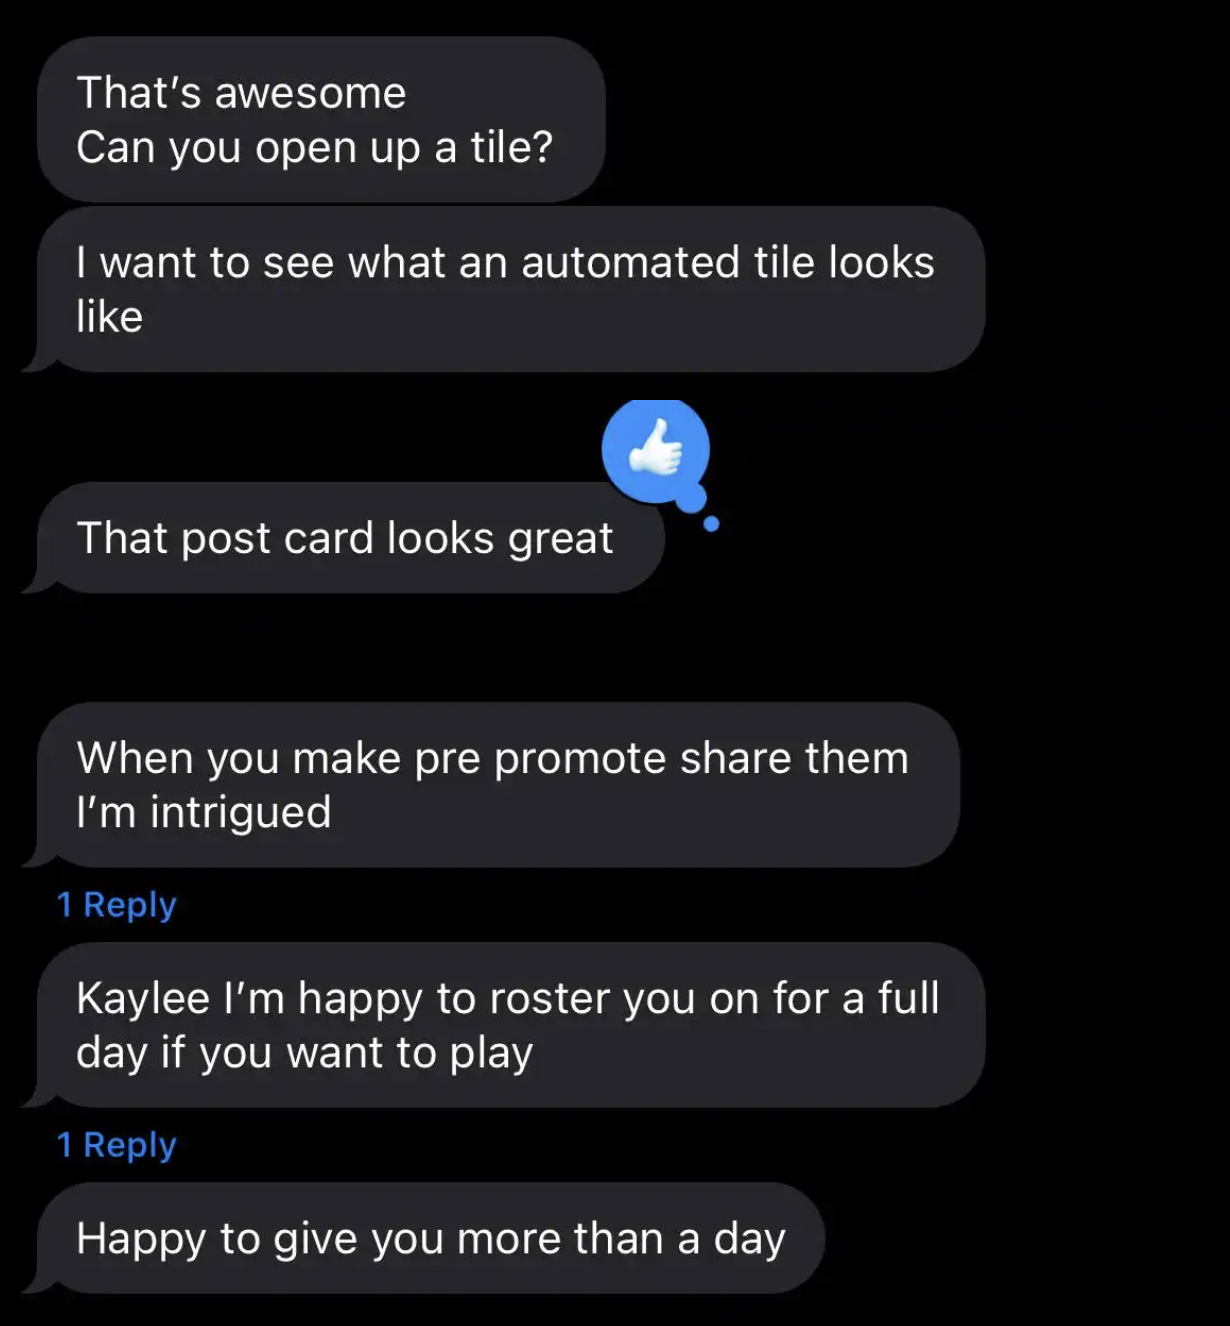 That's awesome
Can you open up a tile?
I want to see what an automated tile looks
like
That post card looks great
When you make pre promote share them
I'm intrigued
1 Reply
Kaylee I'm happy to roster you on for a full
day if you want to play
1 Reply
Happy to give you more than a day